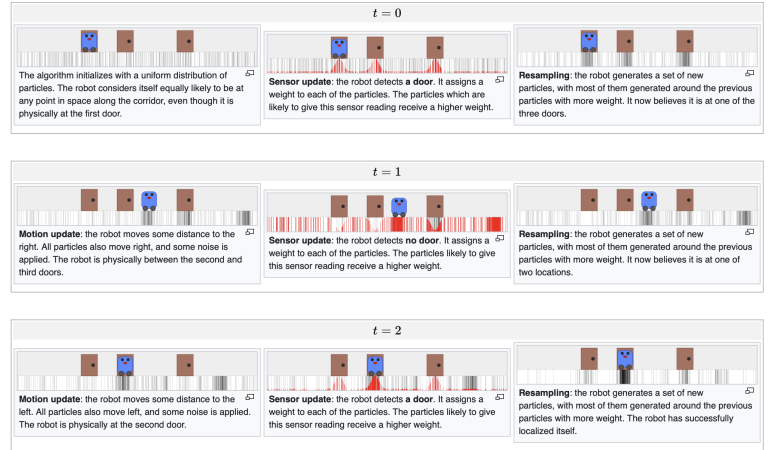 t = 0
The algorithm initializes with a uniform distribution of
particles. The robot considers itself equally likely to be at
any point in space along the corridor, even though it is
physically at the first door.
Sensor update: the robot detects a door. It assigns a
weight to each of the particles. The particles which are
likely to give this sensor reading receive a higher weight.
Resampling: the robot generates a set of new
particles, with most of them generated around the previous
particles with more weight. It now believes it is at one of the
three doors.
t = 1
Motion update: the robot moves some distance to the
right. All particles also move right, and some noise is
applied. The robot is physically between the second and
third doors.
Sensor update: the robot detects no door. It assigns a
weight to each of the particles. The particles likely to give
this sensor reading receive a higher weight.
Resampling: the robot generates a set of new
particles, with most of them generated around the previous
particles with more weight. It now believes it is at one of
two locations.
t = 2
Motion update: the robot moves some distance to the
left. All particles also move left, and some noise is applied.
The robot is physically at the second door.
Sensor update: the robot detects a door. It assigns a
weight to each of the particles. The particles likely to give
this sensor reading receive a higher weight.
Resampling: the robot generates a set of new
particles, with most of them generated around the previous
particles with more weight. The robot has successfully
localized itself.